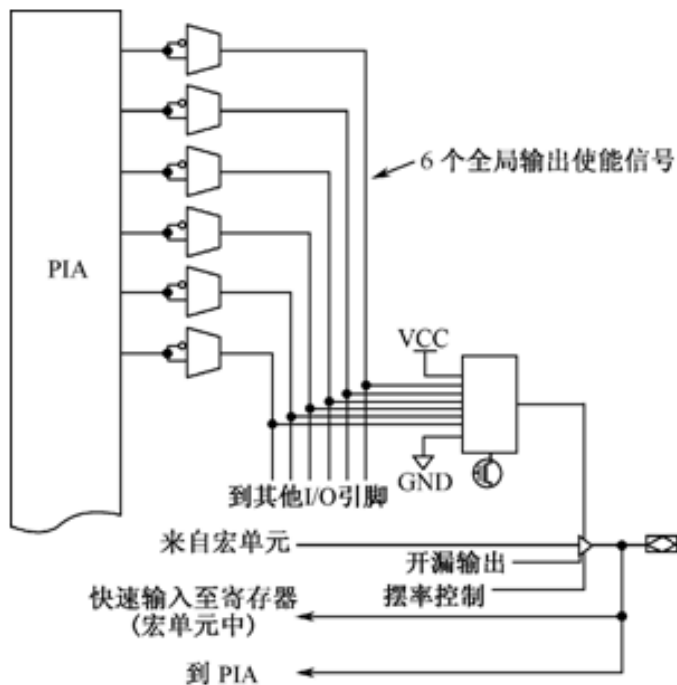 6个全局输出使能信号
PIA
VCC
GND
到其他I/O引脚
来自宏单元
开漏输出
摆率控制
快速输入至寄存器
(宏单元中)
到 PIA